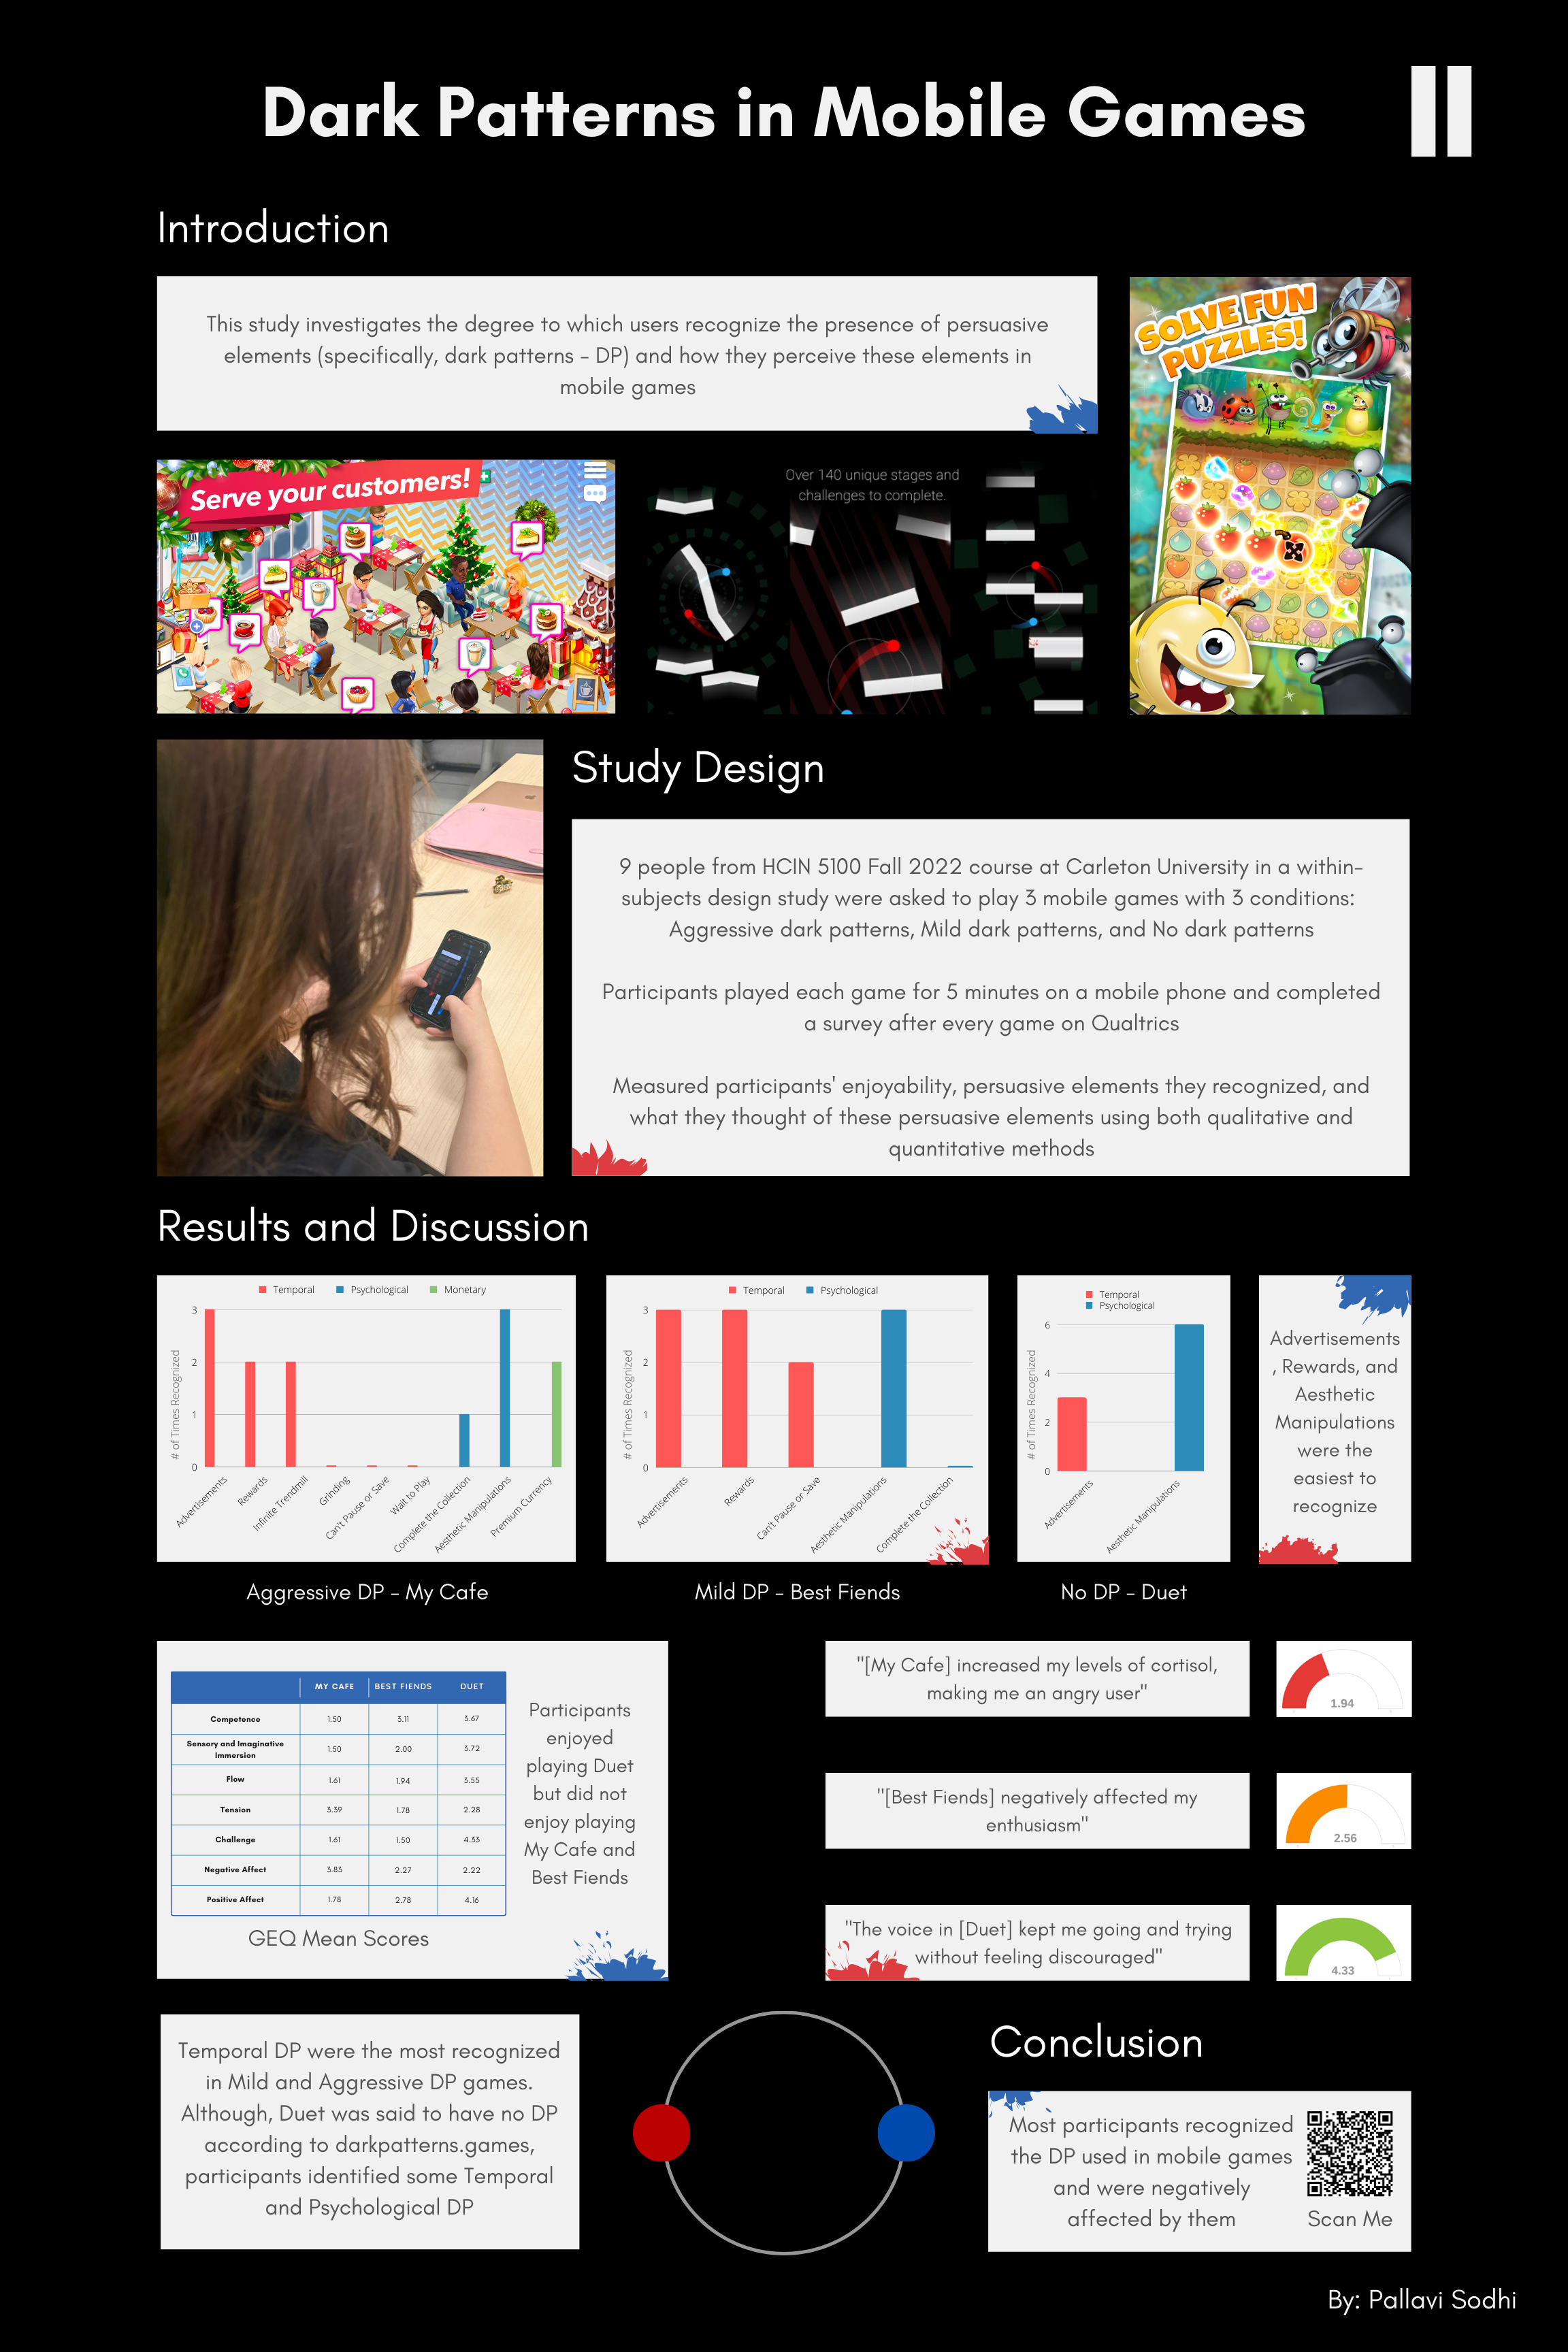 Dark Patterns in Mobile Games
Introduction
This study investigates the degree to which users recognize the presence of persuasive
elements (specifically, dark patterns - DP) and how they perceive these elements in
mobile games
SOLVE FUN
PUZZLES!
Serve your customers!
Over 140 unique stages and
challenges to complete.
Study Design
9 people from HCIN 5100 Fall 2022 course at Carleton University in a within-
subjects design study were asked to play 3 mobile games with 3 conditions:
Aggressive dark patterns, Mild dark patterns, and No dark patterns
Participants played each game for 5 minutes on a mobile phone and completed
a survey after every game on Qualtrics
Measured participants' enjoyability, persuasive elements they recognized, and
what they thought of these persuasive elements using both qualitative and
quantitative methods
Results and Discussion
Temporal Psychological Monetary
# of Times Recognized
3
2
1
0
Advertisements
Rewards
Infinite Trendmill
Grinding
Can't Pause or Save
Wait to Play
Complete the Collection
Aesthetic Manipulations
Premium Currency
Aggressive DP - My Cafe
Temporal Psychological
# of Times Recognized
3
2
1
0
Advertisements
Rewards
Can't Pause or Save
Aesthetic Manipulations
Complete the Collection
Mild DP - Best Fiends
Temporal
Psychological
# of Times Recognized
6
4
2
0
Advertisements
Aesthetic Manipulations
No DP - Duet
Advertisements
, Rewards, and
Aesthetic
Manipulations
were the
easiest to
recognize
MY CAFE BEST FIENDS DUET
Competence 1.50 3.11 3.67
Sensory and Imaginative
Immersion 1.50 2.00 3.72
Flow 1.61 1.94 3.55
Tension 3.39 1.78 2.28
Challenge 1.61 1.50 4.33
Negative Affect 3.83 2.27 2.22
Positive Affect 1.78 2.78 4.16
GEQ Mean Scores
Participants
enjoyed
playing Duet
but did not
enjoy playing
My Cafe and
Best Fiends
"[My Cafe] increased my levels of cortisol,
making me an angry user"
1.94
"[Best Fiends] negatively affected my
enthusiasm"
2.56
"The voice in [Duet] kept me going and trying
without feeling discouraged"
4.33
Temporal DP were the most recognized
in Mild and Aggressive DP games.
Although, Duet was said to have no DP
according to darkpatterns.games,
participants identified some Temporal
and Psychological DP
Conclusion
Most participants recognized
the DP used in mobile games
and were negatively
affected by them
Scan Me
By: Pallavi Sodhi